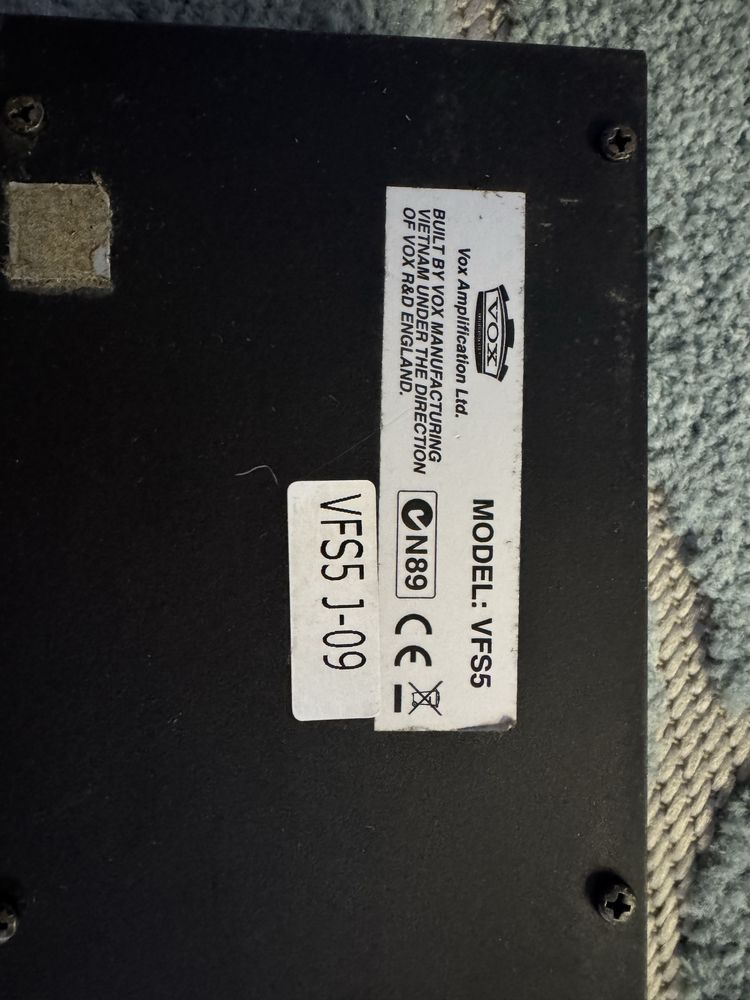 VOX
Vox Amplification Ltd.
BUILT BY VOX MANUFACTURING
VIETNAM UNDER THE DIRECTION
OF VOX R&D ENGLAND.
MODEL: VFS5
N89
CE
VFS5 J-09